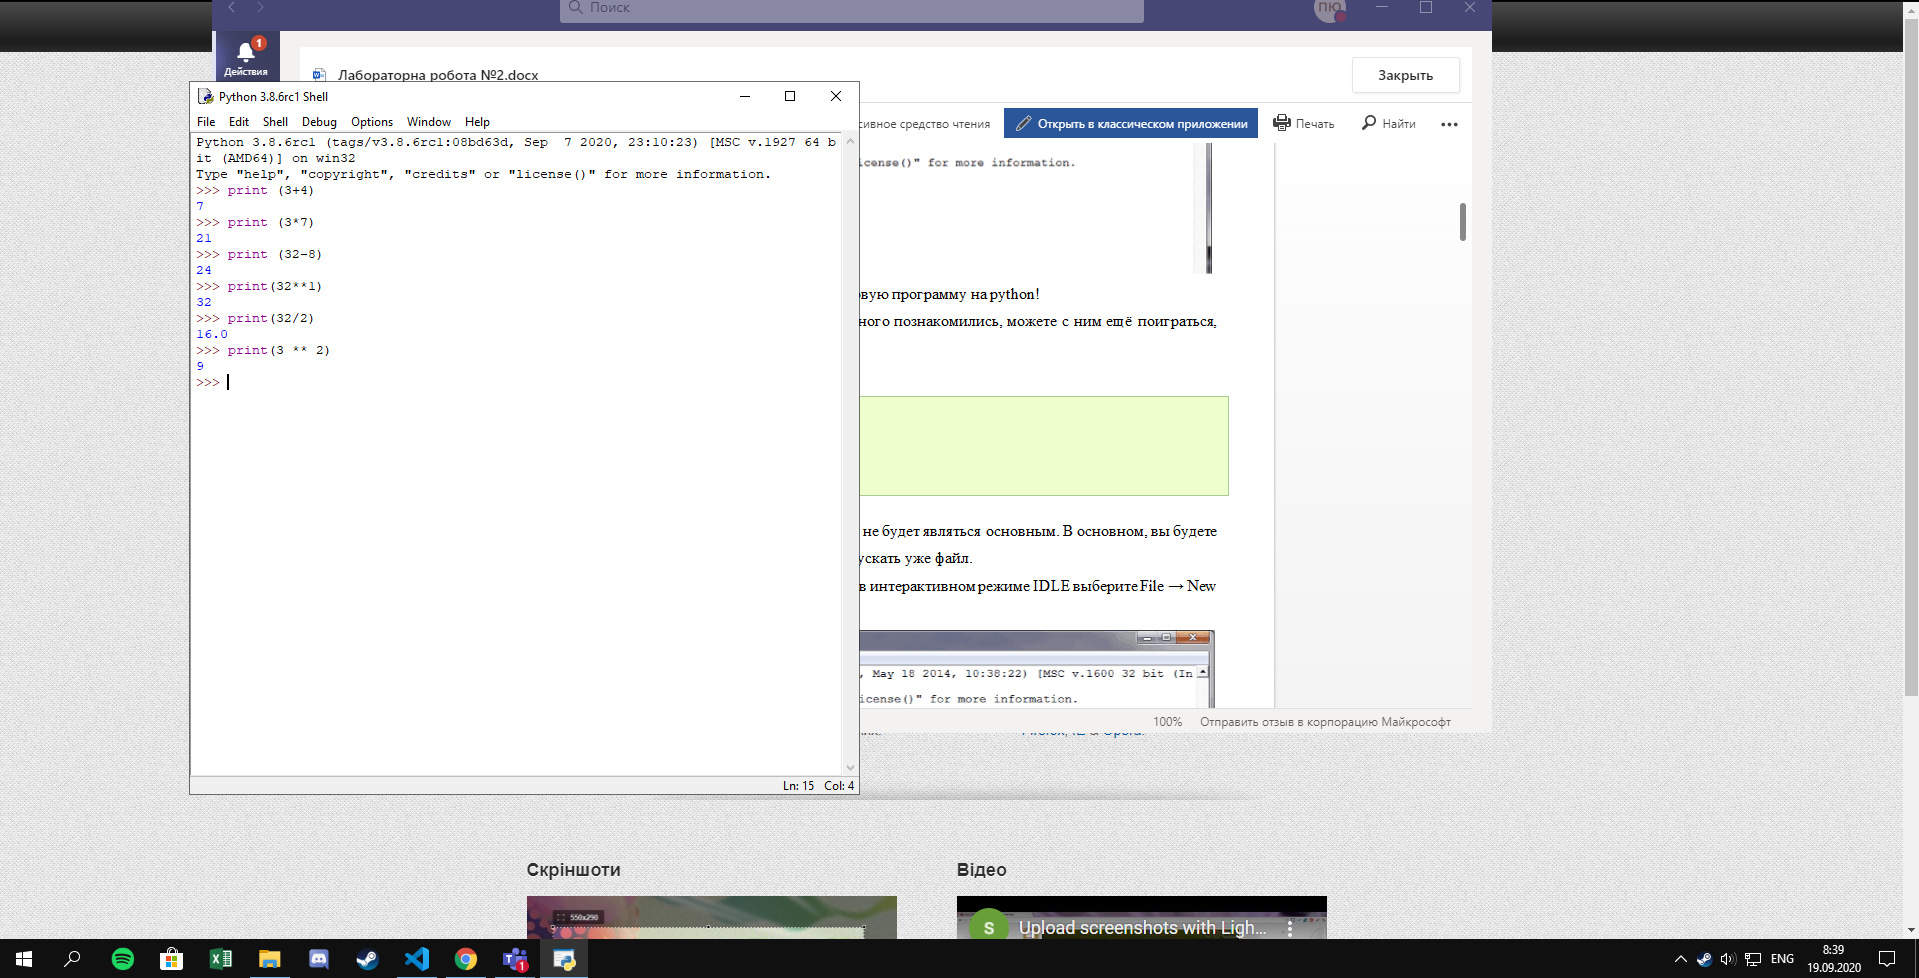 Поиск
ПЮ
1
Действия
Лабораторна робота №2.docx
Закрыть
Python 3.8.6rc1 Shell
File Edit Shell Debug Options Window Help
сивное средство чтения
Открыть в классическом приложении
Печать
Найти
Python 3.8.6rc1 (tags/v3.8.6rc1:08bd63d, Sep  7 2020, 23:10:23) [MSC v.1927 64 b
it (AMD64)] on win32
Type "help", "copyright", "credits" or "license()" for more information.
>>> print (3+4)
7
>>> print (3*7)
21
>>> print (32-8)
24
>>> print(32**1)
32
>>> print(32/2)
16.0
>>> print(3 ** 2)
9
>>>
Ln: 15 Col: 4
icense()" for more information.
овую программу на python!
ного познакомились, можете с ним ещё поиграться,
не будет являться основным. В основном, вы будете
ускать уже файл.
в интерактивном режиме IDLE выберите File → New
, May 18 2014, 10:38:22) [MSC v.1600 32 bit (In
icense()" for more information.
100% Отправить отзыв в корпорацию Майкрософт
Скріншоти
Відео
550x290
S
Upload screenshots with Ligh...
1
ENG
8:39
19.09.2020